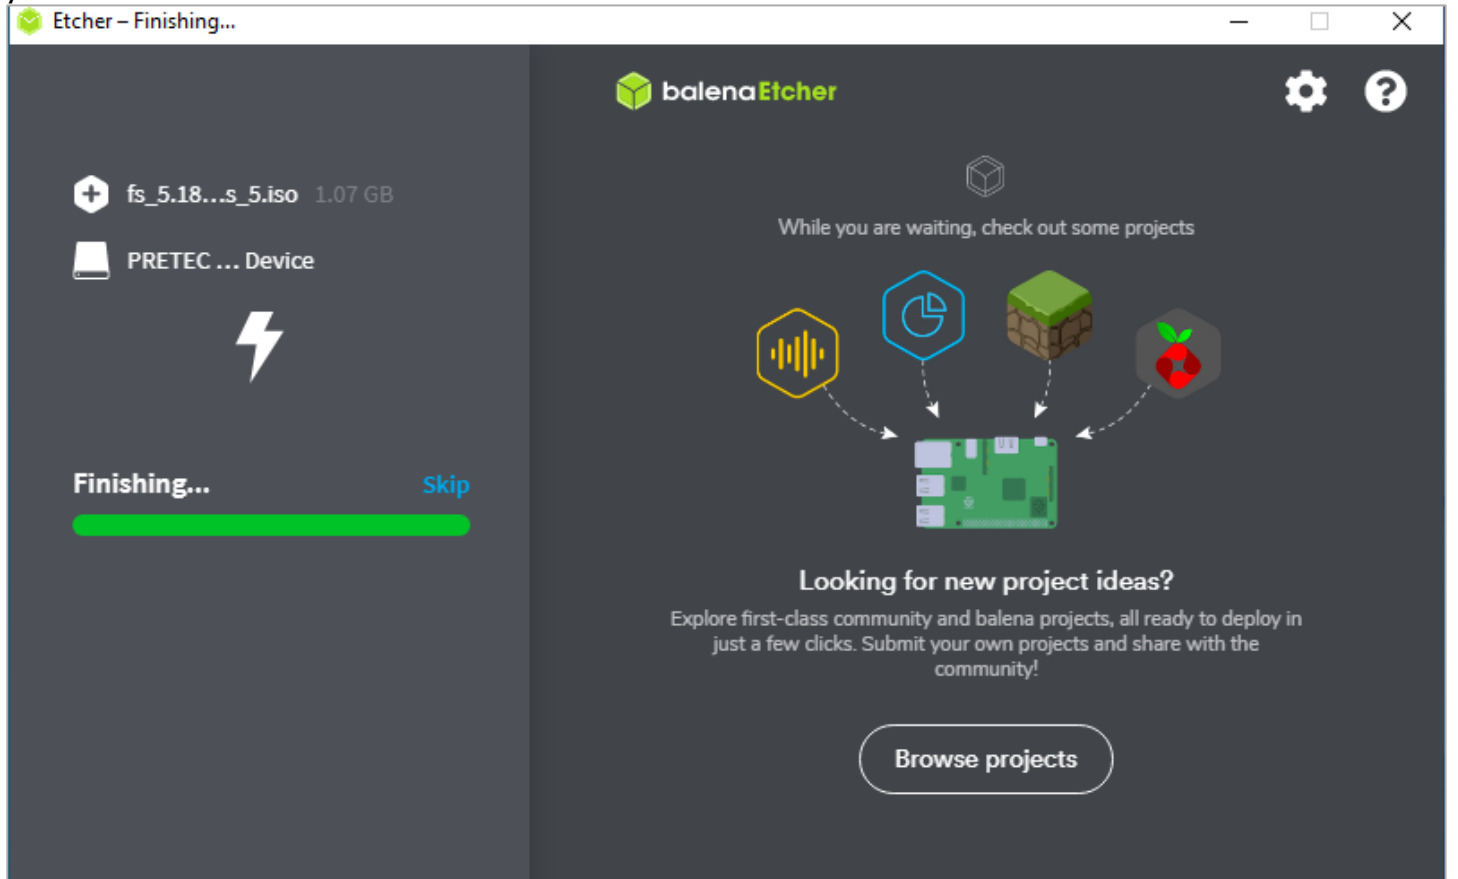 Etcher – Finishing...
balenaEtcher
fs_5.18...s_5.iso 1.07 GB
PRETEC ... Device
Finishing... Skip
While you are waiting, check out some projects
Looking for new project ideas?
Explore first-class community and balena projects, all ready to deploy in
just a few clicks. Submit your own projects and share with the
community!
Browse projects